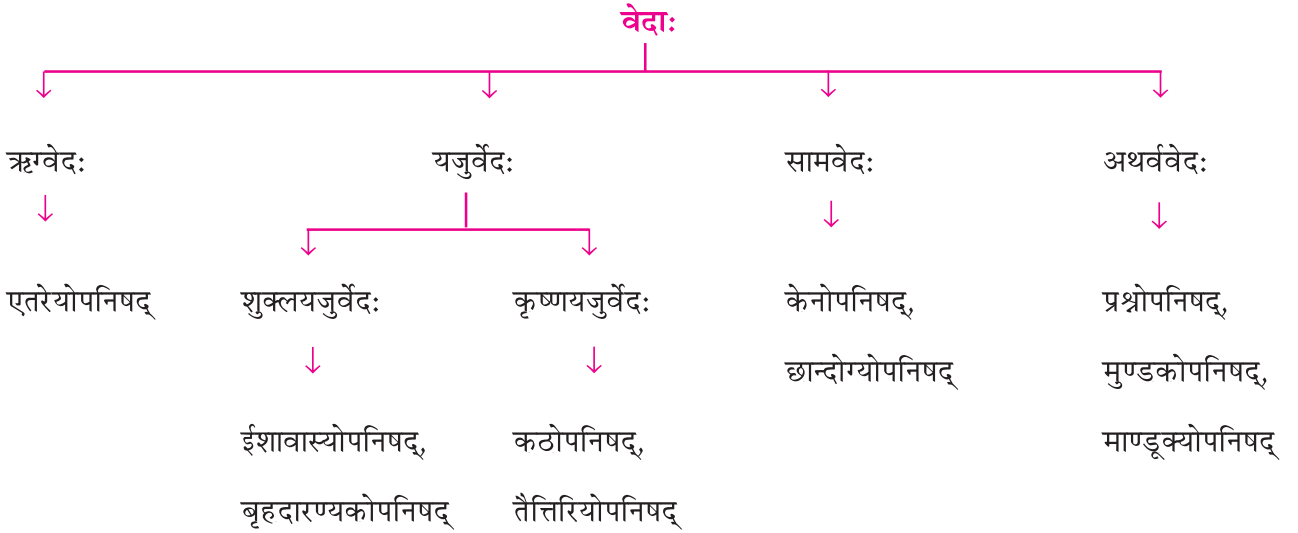 वेदाः
ऋग्वेदः यजुर्वेदः सामवेदः अथर्ववेदः
एतरेयोपनिषद् शुक्लयजुर्वेदः कृष्णयजुर्वेदः केनोपनिषद्, प्रश्नोपनिषद्,
छान्दोग्योपनिषद् मुण्डकोपनिषद्,
ईशावास्योपनिषद्, कठोपनिषद्, माण्डूक्योपनिषद्
बृहदारण्यकोपनिषद् तैत्तिरियोपनिषद्